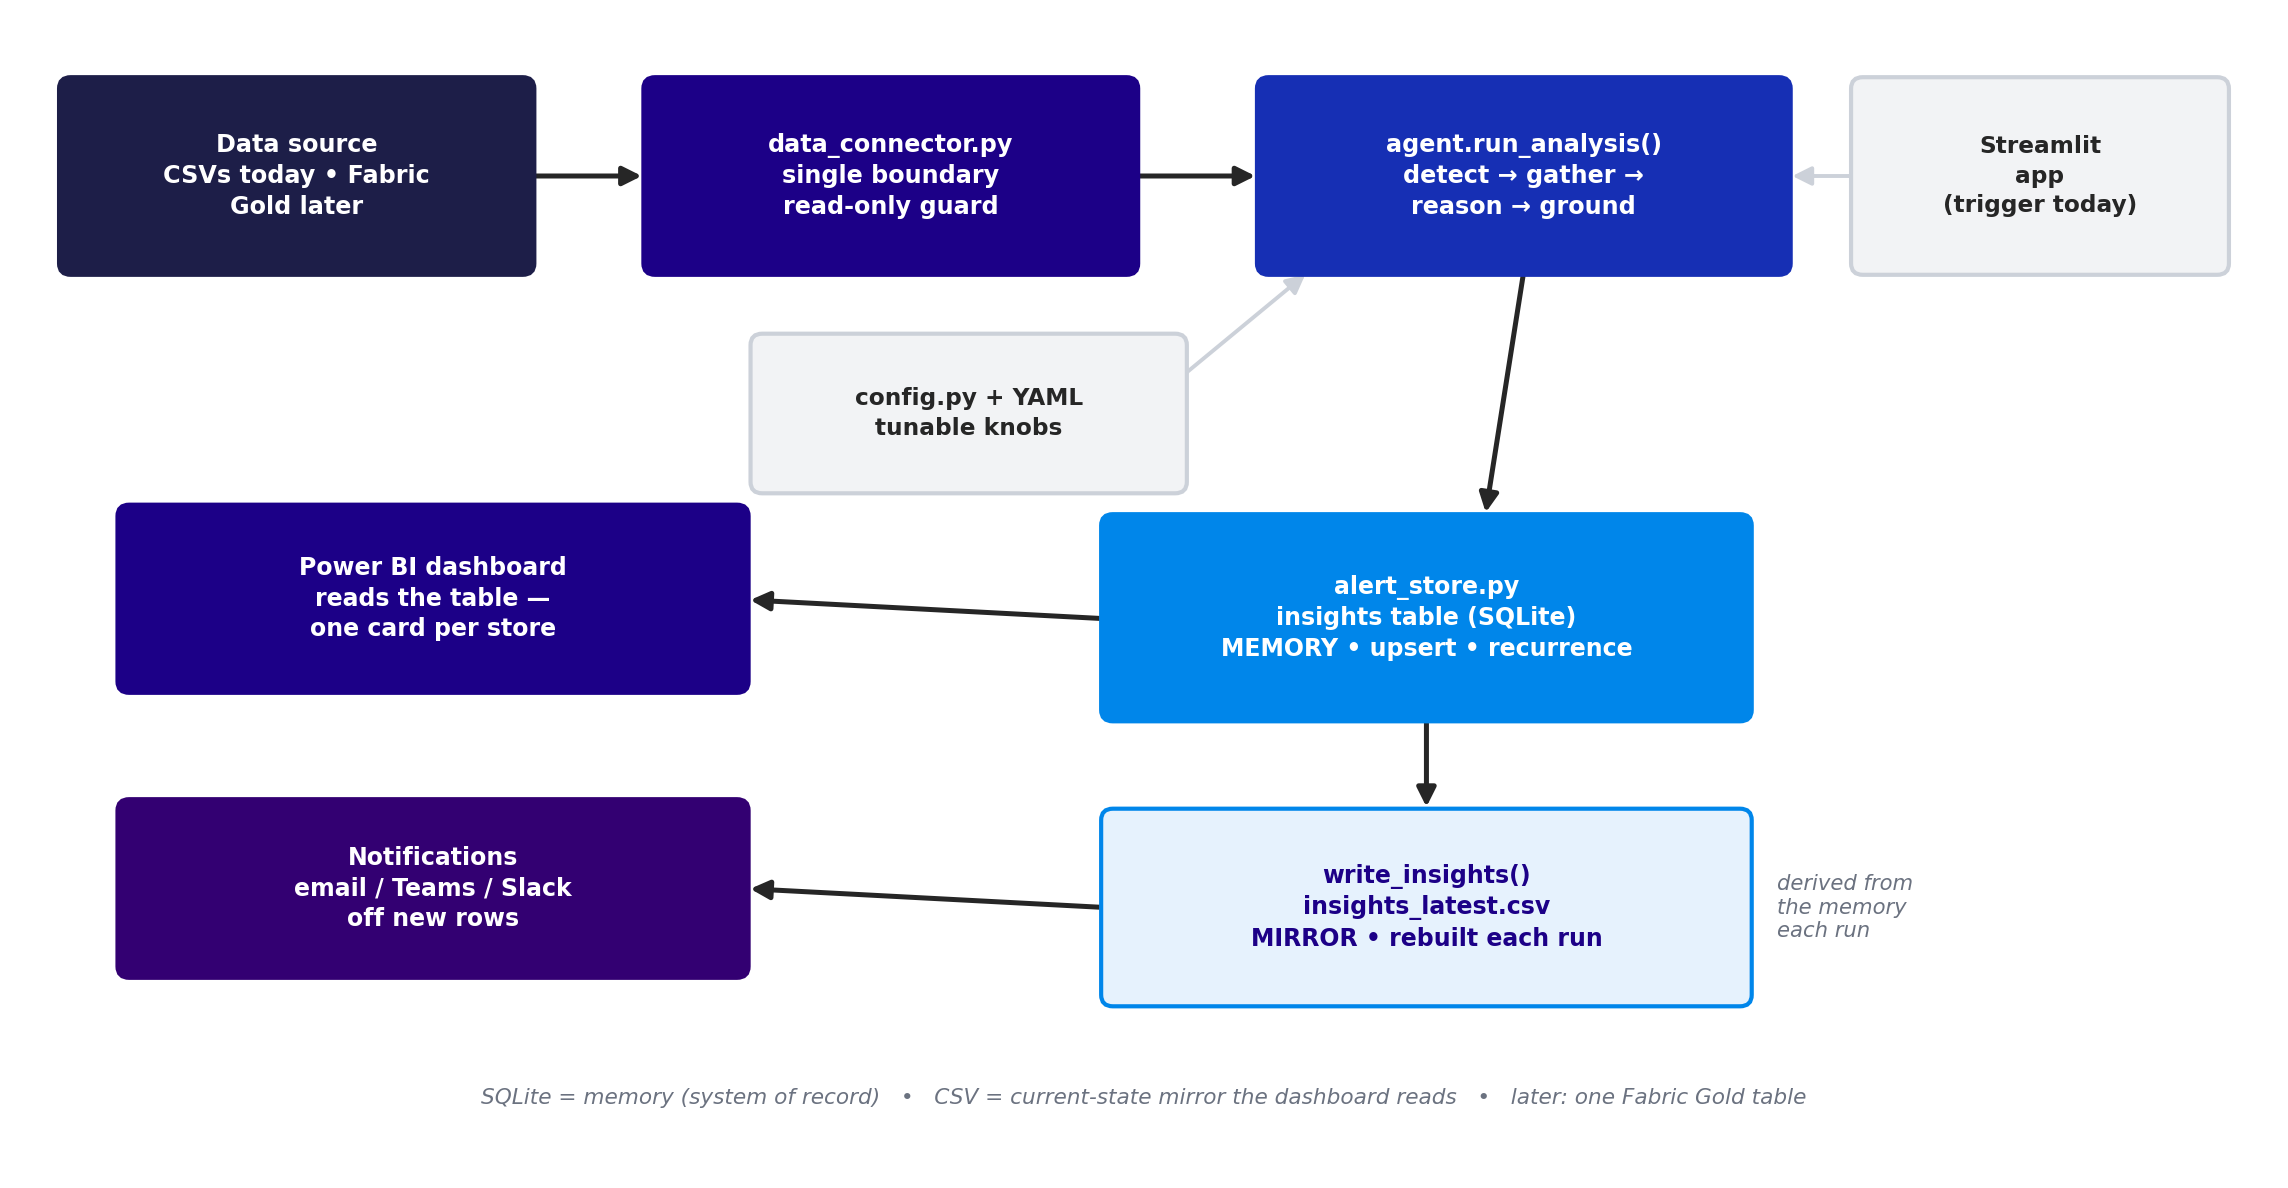 Data source
CSVs today • Fabric
Gold later
data_connector.py
single boundary
read-only guard
agent.run_analysis()
detect → gather →
reason → ground
Streamlit
app
(trigger today)
config.py + YAML
tunable knobs
Power BI dashboard
reads the table —
one card per store
alert_store.py
insights table (SQLite)
MEMORY • upsert • recurrence
Notifications
email / Teams / Slack
off new rows
write_insights()
insights_latest.csv
MIRROR • rebuilt each run
derived from
the memory
each run
SQLite = memory (system of record) • CSV = current-state mirror the dashboard reads • later: one Fabric Gold table